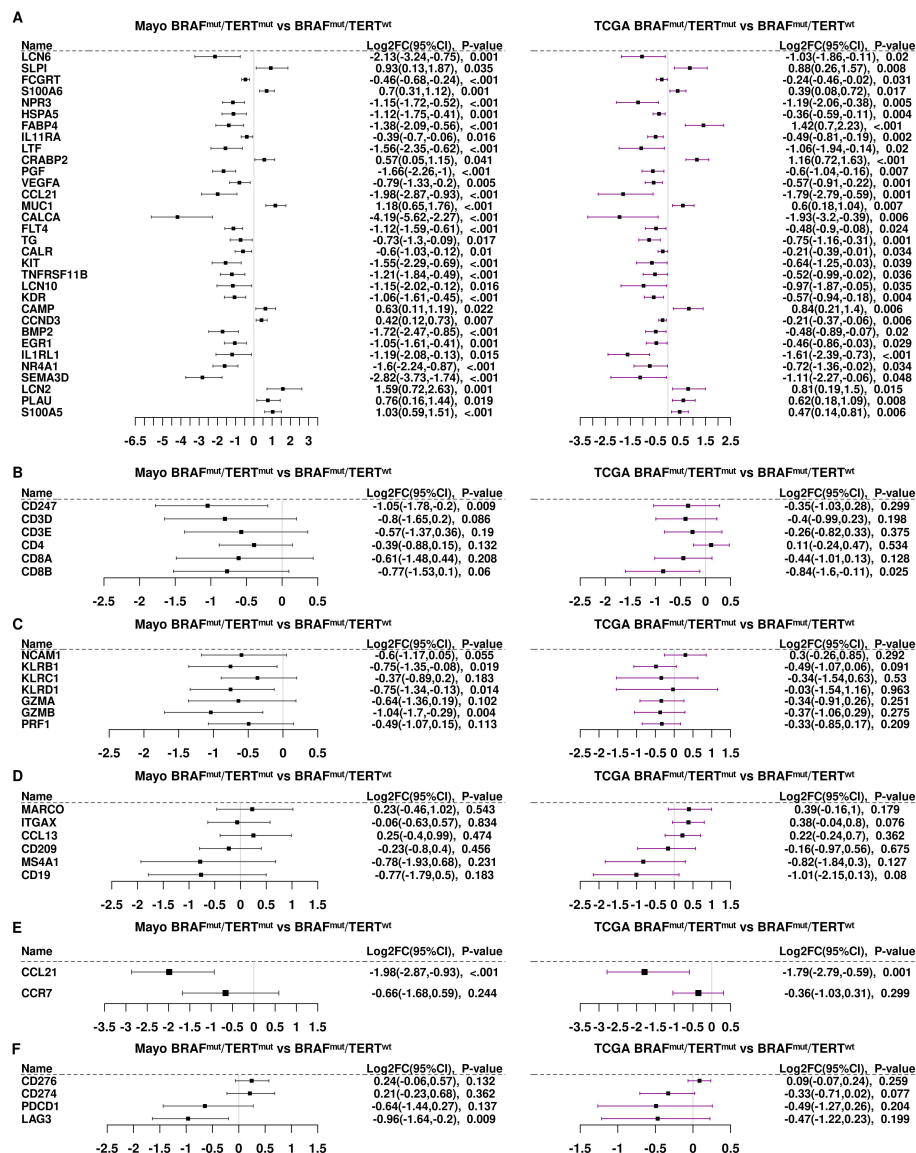 A
Mayo BRAFmut/TERTmut vs BRAFmut/TERTwt TCGA BRAFmut/TERTmut vs BRAFmut/TERTwt
Name Log2FC(95%CI), P-value Log2FC(95%CI), P-value
LCN6 -2.13(-3.24,-0.75), 0.001 -1.03(-1.86,-0.11), 0.02
SLPI 0.93(0.13,1.87), 0.035 0.88(0.26,1.57), 0.008
FCGRT -0.46(-0.68,-0.24), <.001 -0.24(-0.46,-0.02), 0.031
S100A6 0.7(0.31,1.12), 0.001 0.39(0.08,0.72), 0.017
NPR3 -1.15(-1.72,-0.52), <.001 -1.19(-2.06,-0.38), 0.005
HSPA5 -1.12(-1.75,-0.41), 0.001 -0.36(-0.59,-0.11), 0.004
FABP4 -1.38(-2.09,-0.56), <.001 1.42(0.7,2.23), <.001
IL11RA -0.39(-0.7,-0.06), 0.016 -0.49(-0.81,-0.19), 0.002
LTF -1.56(-2.35,-0.62), <.001 -1.06(-1.94,-0.14), 0.02
CRABP2 0.57(0.05,1.15), 0.041 1.16(0.72,1.63), <.001
PGF -1.66(-2.26,-1), <.001 -0.6(-1.04,-0.16), 0.007
VEGFA -0.79(-1.33,-0.2), 0.005 -0.57(-0.91,-0.22), 0.001
CCL21 -1.98(-2.87,-0.93), <.001 -1.79(-2.79,-0.59), 0.001
MUC1 1.18(0.65,1.76), <.001 0.6(0.18,1.04), 0.007
CALCA -4.19(-5.62,-2.27), <.001 -1.93(-3.2,-0.39), 0.006
FLT4 -1.12(-1.59,-0.61), <.001 -0.48(-0.9,-0.08), 0.024
TG -0.73(-1.3,-0.09), 0.017 -0.75(-1.16,-0.31), 0.001
CALR -0.6(-1.03,-0.12), 0.01 -0.21(-0.39,-0.01), 0.034
KIT -1.55(-2.29,-0.69), <.001 -0.64(-1.25,-0.03), 0.039
TNFRSF11B -1.21(-1.84,-0.49), <.001 -0.52(-0.99,-0.02), 0.036
LCN10 -1.15(-2.02,-0.12), 0.016 -0.97(-1.87,-0.05), 0.035
KDR -1.06(-1.61,-0.45), <.001 -0.57(-0.94,-0.18), 0.004
CAMP 0.63(0.11,1.19), 0.022 0.84(0.21,1.4), 0.006
CCND3 0.42(0.12,0.73), 0.007 -0.21(-0.37,-0.06), 0.006
BMP2 -1.72(-2.47,-0.85), <.001 -0.48(-0.89,-0.07), 0.02
EGR1 -1.05(-1.61,-0.41), 0.001 -0.46(-0.86,-0.03), 0.029
IL1RL1 -1.19(-2.08,-0.13), 0.015 -1.61(-2.39,-0.73), <.001
NR4A1 -1.6(-2.24,-0.87), <.001 -0.72(-1.36,-0.02), 0.034
SEMA3D -2.82(-3.73,-1.74), <.001 -1.11(-2.27,-0.06), 0.048
LCN2 1.59(0.72,2.63), 0.001 0.81(0.19,1.5), 0.015
PLAU 0.76(0.16,1.44), 0.019 0.62(0.18,1.09), 0.008
S100A5 1.03(0.59,1.51), <.001 0.47(0.14,0.81), 0.006
-6.5 -5 -4 -3 -2 -1 0 1 2 3 -3.5 -2.5 -1.5 -0.5 0.5 1.5 2.5
B
Mayo BRAFmut/TERTmut vs BRAFmut/TERTwt TCGA BRAFmut/TERTmut vs BRAFmut/TERTwt
Name Log2FC(95%CI), P-value Log2FC(95%CI), P-value
CD247 -1.05(-1.78,-0.2), 0.009 -0.35(-1.03,0.28), 0.299
CD3D -0.8(-1.65,0.2), 0.086 -0.4(-0.99,0.23), 0.198
CD3E -0.57(-1.37,0.36), 0.19 -0.26(-0.82,0.33), 0.375
CD4 -0.39(-0.88,0.15), 0.132 0.11(-0.24,0.47), 0.534
CD8A -0.61(-1.48,0.44), 0.208 -0.44(-1.01,0.13), 0.128
CD8B -0.77(-1.53,0.1), 0.06 -0.84(-1.6,-0.11), 0.025
-2.5 -2 -1.5 -1 -0.5 0 0.5 -2.5 -2 -1.5 -1 -0.5 0 0.5
C
Mayo BRAFmut/TERTmut vs BRAFmut/TERTwt TCGA BRAFmut/TERTmut vs BRAFmut/TERTwt
Name Log2FC(95%CI), P-value Log2FC(95%CI), P-value
NCAM1 -0.6(-1.17,0.05), 0.055 0.3(-0.26,0.85), 0.292
KLRB1 -0.75(-1.35,-0.08), 0.019 -0.49(-1.07,0.06), 0.091
KLRC1 -0.37(-0.89,0.2), 0.183 -0.34(-1.54,0.63), 0.53
KLRD1 -0.75(-1.34,-0.13), 0.014 -0.03(-1.54,1.16), 0.963
GZMA -0.64(-1.36,0.19), 0.102 -0.34(-0.91,0.26), 0.251
GZMB -1.04(-1.7,-0.29), 0.004 -0.37(-1.06,0.29), 0.275
PRF1 -0.49(-1.07,0.15), 0.113 -0.33(-0.85,0.17), 0.209
-2.5 -2 -1.5 -1 -0.5 0 0.5 -2.5 -1.5 -0.5 0.5 1.5
D
Mayo BRAFmut/TERTmut vs BRAFmut/TERTwt TCGA BRAFmut/TERTmut vs BRAFmut/TERTwt
Name Log2FC(95%CI), P-value Log2FC(95%CI), P-value
MARCO 0.23(-0.46,1.02), 0.543 0.39(-0.16,1), 0.179
ITGAX -0.06(-0.63,0.57), 0.834 0.38(-0.04,0.8), 0.076
CCL13 0.25(-0.4,0.99), 0.474 0.22(-0.24,0.7), 0.362
CD209 -0.23(-0.8,0.4), 0.456 -0.16(-0.97,0.56), 0.675
MS4A1 -0.78(-1.93,0.68), 0.231 -0.82(-1.84,0.3), 0.127
CD19 -0.77(-1.79,0.5), 0.183 -1.01(-2.15,0.13), 0.08
-2.5 -1.5 -0.5 0.5 1 1.5 -2.5 -1.5 -0.5 0.5 1 1.5
E
Mayo BRAFmut/TERTmut vs BRAFmut/TERTwt TCGA BRAFmut/TERTmut vs BRAFmut/TERTwt
Name Log2FC(95%CI), P-value Log2FC(95%CI), P-value
CCL21 -1.98(-2.87,-0.93), <.001 -1.79(-2.79,-0.59), 0.001
CCR7 -0.66(-1.68,0.59), 0.244 -0.36(-1.03,0.31), 0.299
-3.5 -2.5 -1.5 -0.5 0.5 -3.5 -2.5 -1.5 -0.5 0.5
F
Mayo BRAFmut/TERTmut vs BRAFmut/TERTwt TCGA BRAFmut/TERTmut vs BRAFmut/TERTwt
Name Log2FC(95%CI), P-value Log2FC(95%CI), P-value
CD276 0.24(-0.06,0.57), 0.132 0.09(-0.07,0.24), 0.259
CD274 0.21(-0.23,0.68), 0.362 -0.33(-0.71,0.02), 0.077
PDCD1 -0.64(-1.44,0.27), 0.137 -0.49(-1.27,0.26), 0.204
LAG3 -0.96(-1.64,-0.2), 0.009 -0.47(-1.22,0.23), 0.199
-2.5 -2 -1.5 -1 -0.5 0 0.5 1 -1.5 -1 -0.5 0 0.5